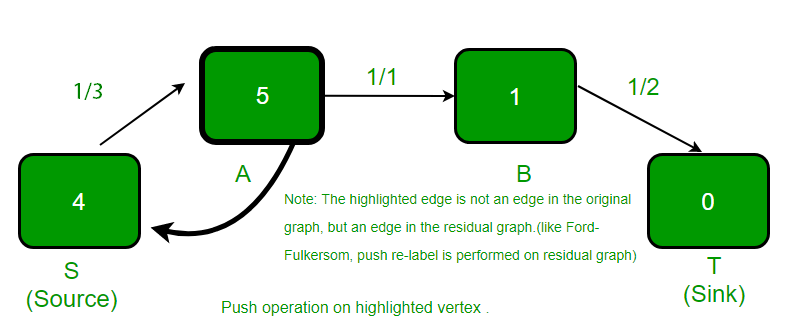 1/3
5
1/1
1
1/2
4
0
A
B
Note: The highlighted edge is not an edge in the original
graph, but an edge in the residual graph.(like Ford-
Fulkersom, push re-label is performed on residual graph)
S
(Source)
T
(Sink)
Push operation on highlighted vertex .